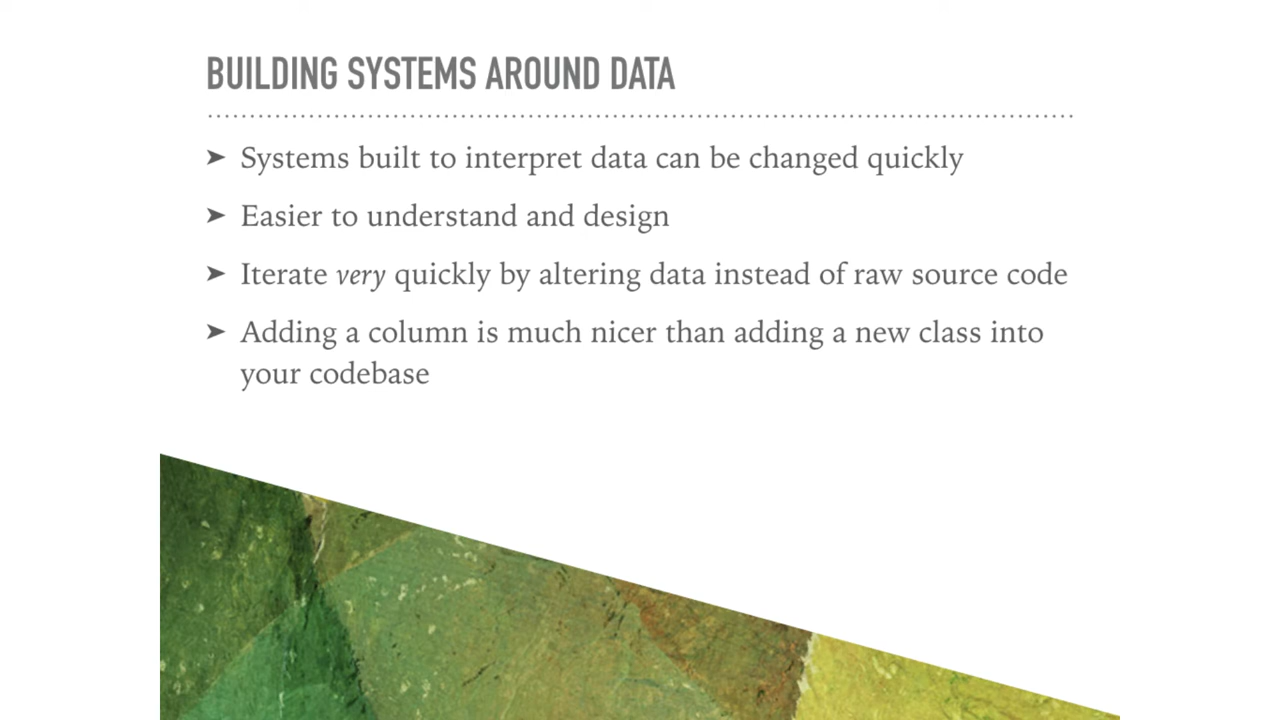 BUILDING SYSTEMS AROUND DATA
➤ Systems built to interpret data can be changed quickly
➤ Easier to understand and design
➤ Iterate very quickly by altering data instead of raw source code
➤ Adding a column is much nicer than adding a new class into
your codebase